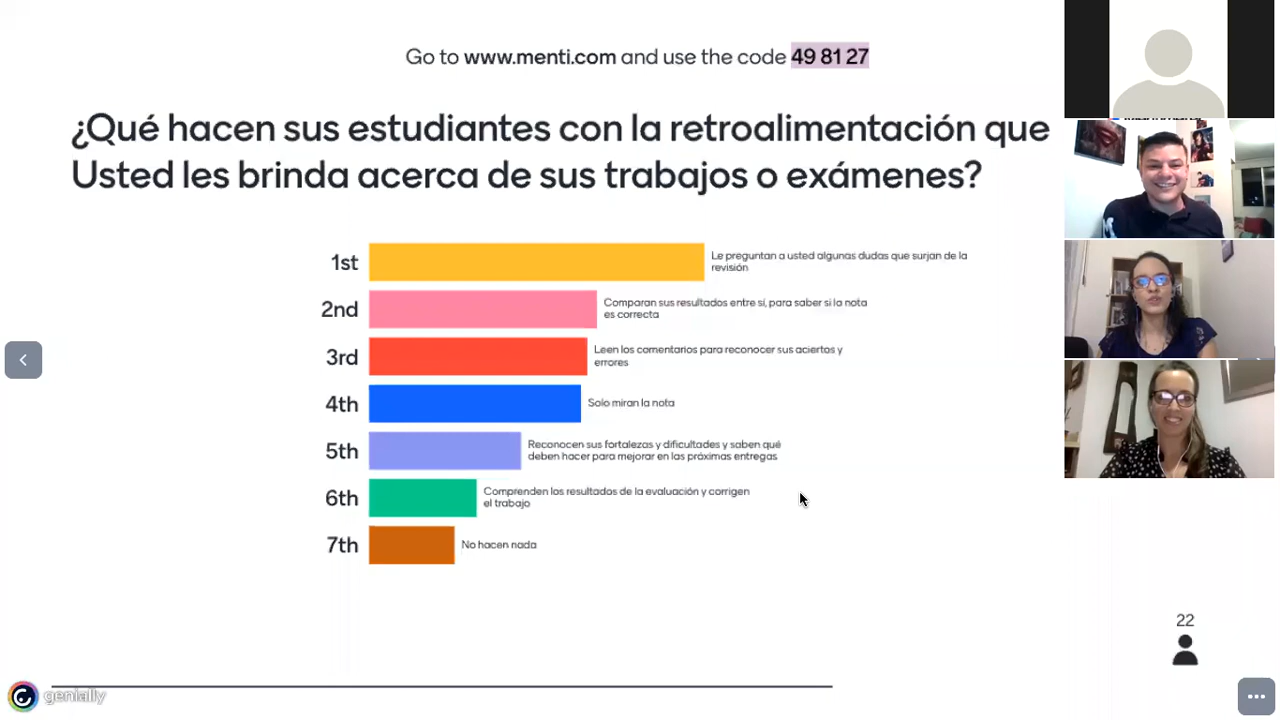 Go to www.menti.com and use the code 49 81 27
¿Qué hacen sus estudiantes con la retroalimentación que
Usted les brinda acerca de sus trabajos o exámenes?
1st
Le preguntan a usted algunas dudas que surjan de la
revisión
2nd
Comparan sus resultados entre sí, para saber si la nota
es correcta
3rd
Leen los comentarios para reconocer sus aciertos y
errores
4th
Solo miran la nota
5th
Reconocen sus fortalezas y dificultades y saben qué
deben hacer para mejorar en las próximas entregas
6th
Comprenden los resultados de la evaluación y corrigen
el trabajo
7th
No hacen nada
22
genially